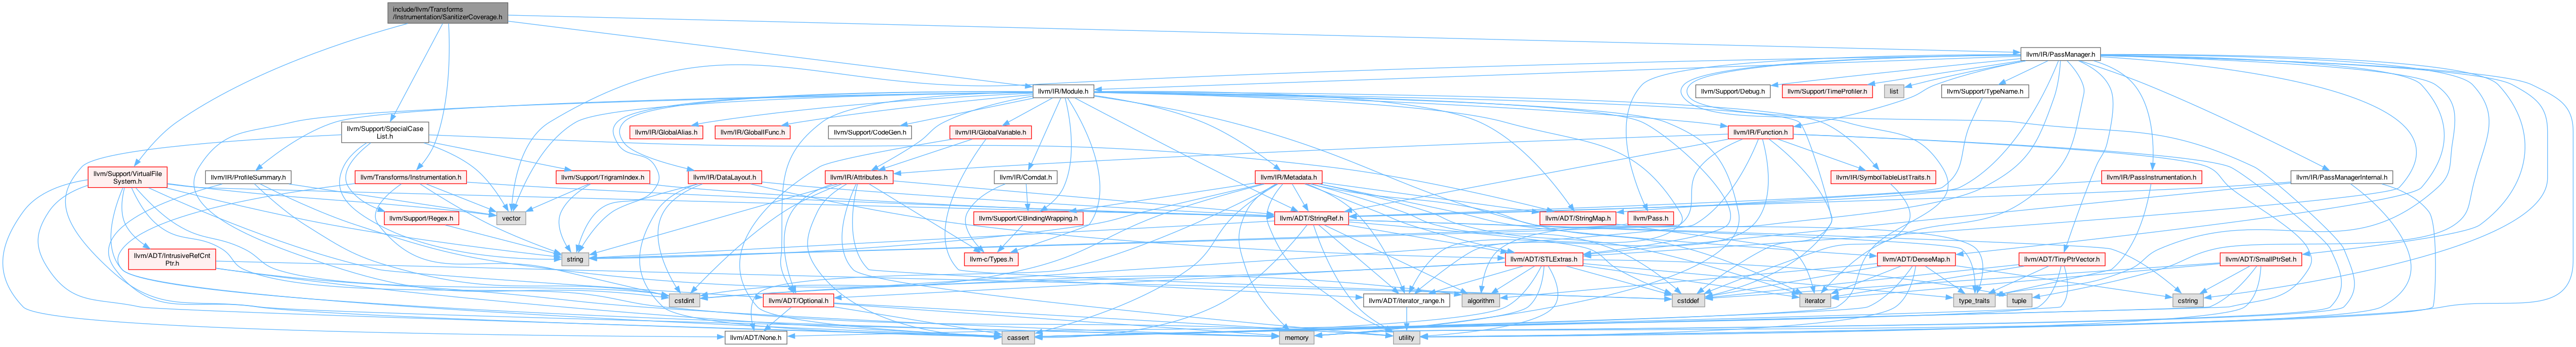 include/llvm/Transforms
/Instrumentation/SanitizerCoverage.h
llvm/IR/PassManager.h
llvm/IR/Module.h
llvm/Support/Debug.h
llvm/Support/TimeProfiler.h
list
llvm/Support/TypeName.h
llvm/Support/SpecialCase
List.h
llvm/IR/GlobalAlias.h
llvm/IR/GlobalIFunc.h
llvm/Support/CodeGen.h
llvm/IR/GlobalVariable.h
llvm/IR/Function.h
llvm/Support/VirtualFile
System.h
llvm/IR/ProfileSummary.h
llvm/Transforms/Instrumentation.h
llvm/Support/TrigramIndex.h
llvm/IR/DataLayout.h
llvm/IR/Attributes.h
llvm/IR/Comdat.h
llvm/IR/Metadata.h
llvm/IR/SymbolTableListTraits.h
llvm/IR/PassInstrumentation.h
llvm/IR/PassManagerInternal.h
llvm/Support/Regex.h
vector
llvm/Support/CBindingWrapping.h
llvm/ADT/StringRef.h
llvm/ADT/StringMap.h
llvm/Pass.h
llvm/ADT/IntrusiveRefCnt
Ptr.h
string
llvm-c/Types.h
llvm/ADT/STLExtras.h
llvm/ADT/DenseMap.h
llvm/ADT/TinyPtrVector.h
llvm/ADT/SmallPtrSet.h
cstdint
llvm/ADT/Optional.h
llvm/ADT/iterator_range.h
algorithm
cstddef
iterator
type_traits
tuple
cstring
llvm/ADT/None.h
cassert
memory
utility